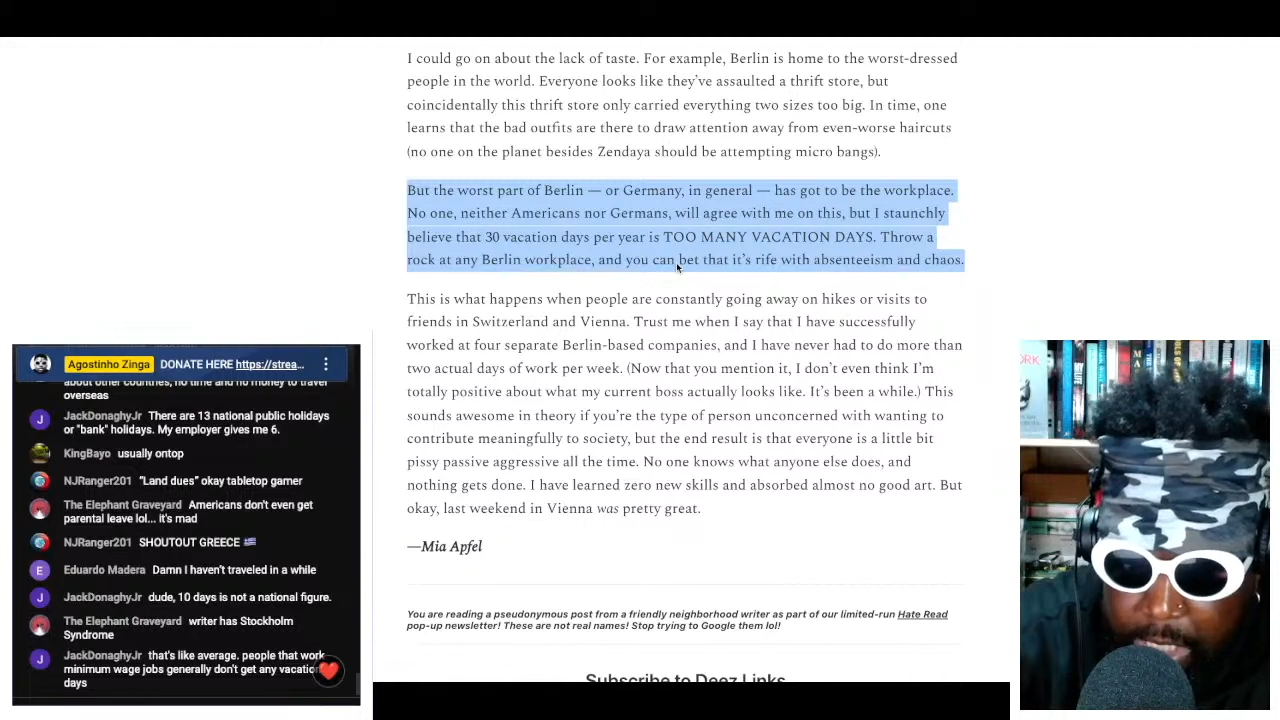 I could go on about the lack of taste. For example, Berlin is home to the worst-dressed
people in the world. Everyone looks like they’ve assaulted a thrift store, but
coincidentally this thrift store only carried everything two sizes too big. In time, one
learns that the bad outfits are there to draw attention away from even-worse haircuts
(no one on the planet besides Zendaya should be attempting micro bangs).
But the worst part of Berlin — or Germany, in general — has got to be the workplace.
No one, neither Americans nor Germans, will agree with me on this, but I staunchly
believe that 30 vacation days per year is TOO MANY VACATION DAYS. Throw a
rock at any Berlin workplace, and you can bet that it’s rife with absenteeism and chaos.
This is what happens when people are constantly going away on hikes or visits to
friends in Switzerland and Vienna. Trust me when I say that I have successfully
worked at four separate Berlin-based companies, and I have never had to do more than
two actual days of work per week. (Now that you mention it, I don’t even think I’m
totally positive about what my current boss actually looks like. It’s been a while.) This
sounds awesome in theory if you’re the type of person unconcerned with wanting to
contribute meaningfully to society, but the end result is that everyone is a little bit
pissy passive aggressive all the time. No one knows what anyone else does, and
nothing gets done. I have learned zero new skills and absorbed almost no good art. But
okay, last weekend in Vienna was pretty great.
—Mia Apfel
You are reading a pseudonymous post from a friendly neighborhood writer as part of our limited-run Hate Read
pop-up newsletter! These are not real names! Stop trying to Google them lol!
Subscribe to Deez Links
Agostinho Zinga DONATE HERE https://strea...
about other countries, no time and no money to travel
overseas
J JackDonaghyJr There are 13 national public holidays
or "bank" holidays. My employer gives me 6.
KingBayo usually ontop
NJRanger201 “Land dues” okay tabletop gamer
The Elephant Graveyard Americans don't even get
parental leave lol... it's mad
NJRanger201 SHOUTOUT GREECE
E Eduardo Madera Damn I haven’t traveled in a while
J JackDonaghyJr dude, 10 days is not a national figure.
The Elephant Graveyard writer has Stockholm
Syndrome
J JackDonaghyJr that's like average. people that work
minimum wage jobs generally don't get any vacation
days